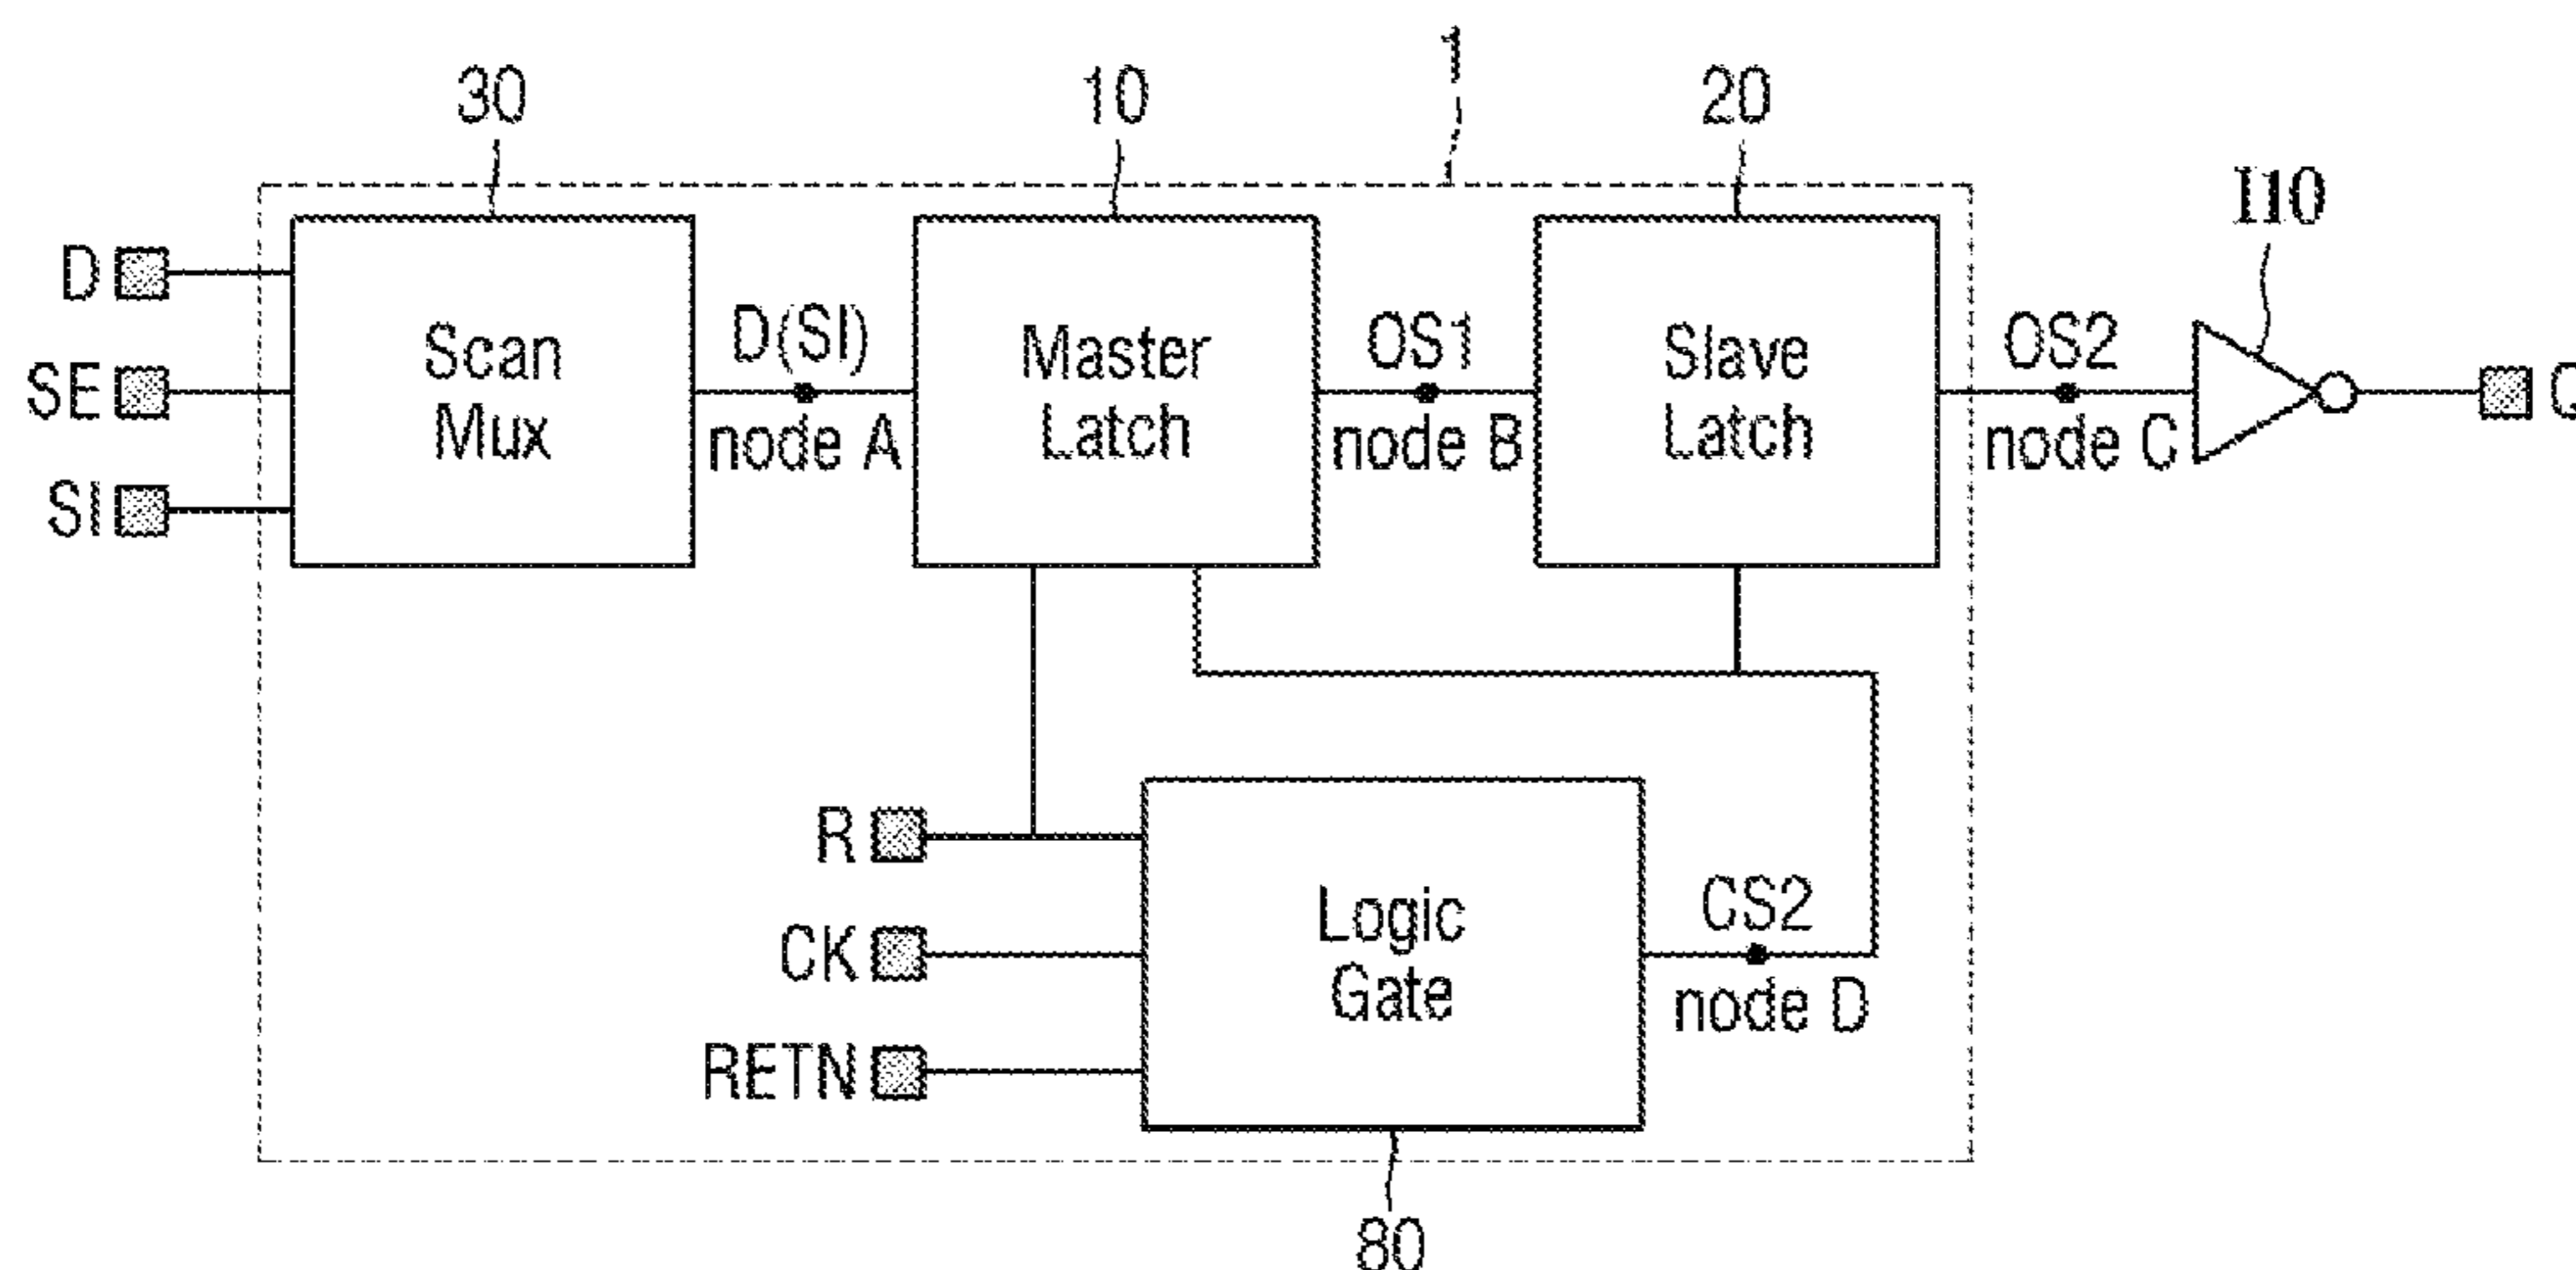 1
30
10
20
I10
D
SE
SI
Scan
Mux
D(SI)
node A
Master
Latch
OS1
node B
Slave
Latch
OS2
node C
R
CK
RETN
Logic
Gate
CS2
node D
80